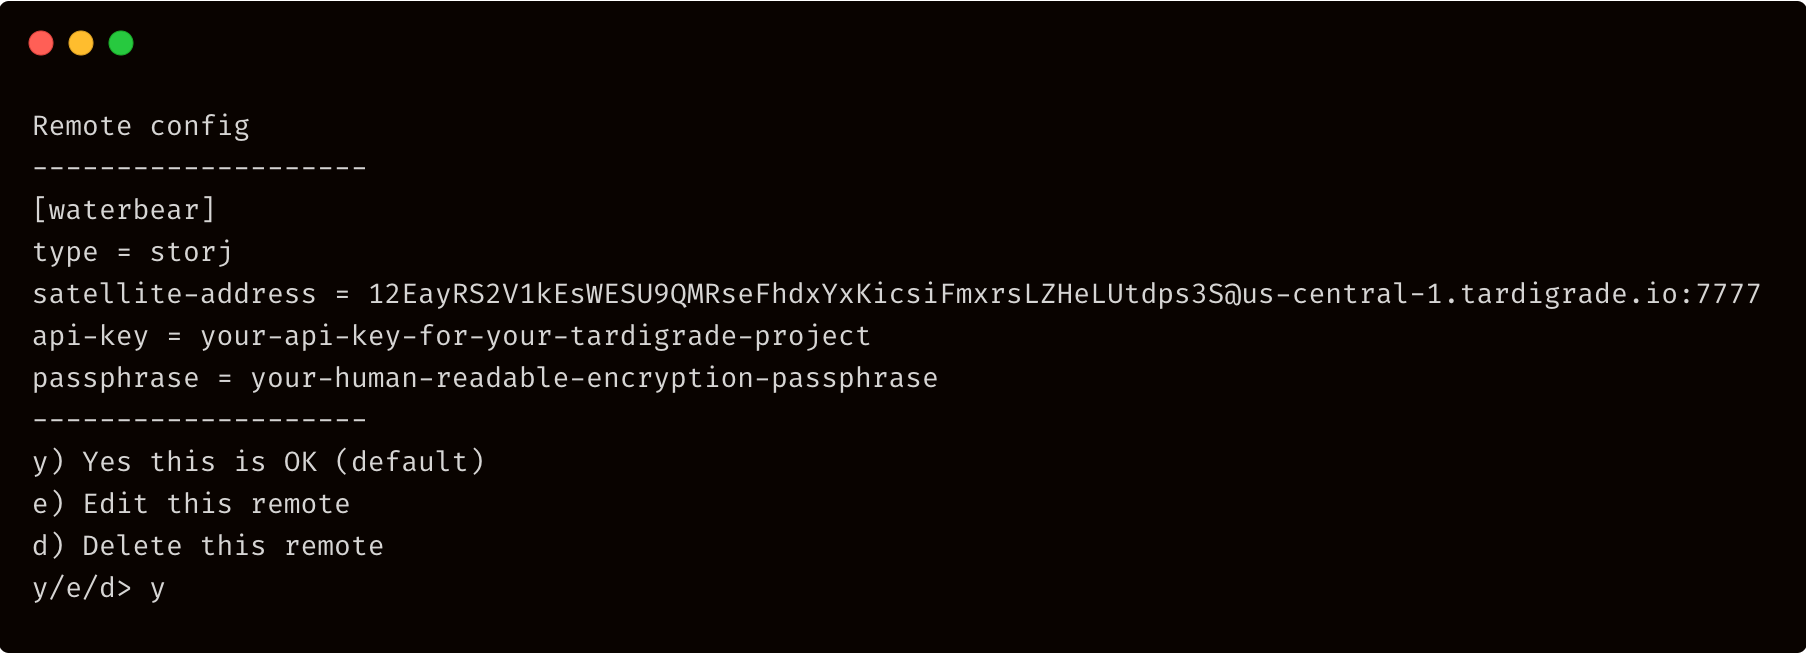 Remote config
--------------------
[waterbear]
type = storj
satellite-address = 12EayRS2V1kEsWESU9QMRseFhdxYxKicsiFmxrsLZHeLUtdps3S@us-central-1.tardigrade.io:7777
api-key = your-api-key-for-your-tardigrade-project
passphrase = your-human-readable-encryption-passphrase
--------------------
y) Yes this is OK (default)
e) Edit this remote
d) Delete this remote
y/e/d> y